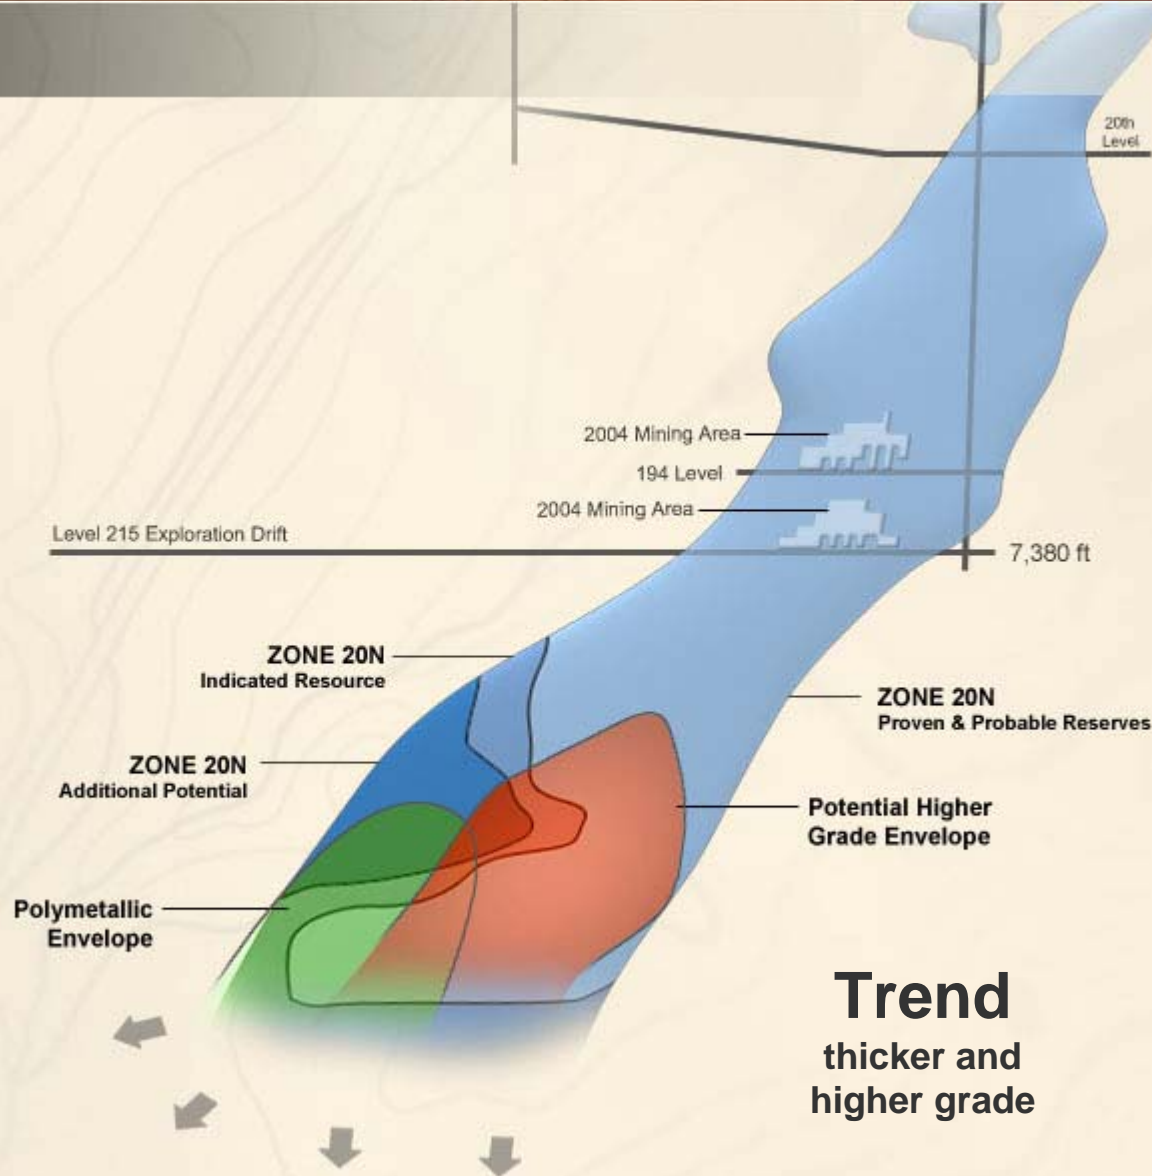 20th
Level
2004 Mining Area
194 Level
2004 Mining Area
Level 215 Exploration Drift
7,380 ft
ZONE 20N
Indicated Resource
ZONE 20N
Proven & Probable Reserves
ZONE 20N
Additional Potential
Potential Higher
Grade Envelope
Polymetallic
Envelope
Trend
thicker and
higher grade